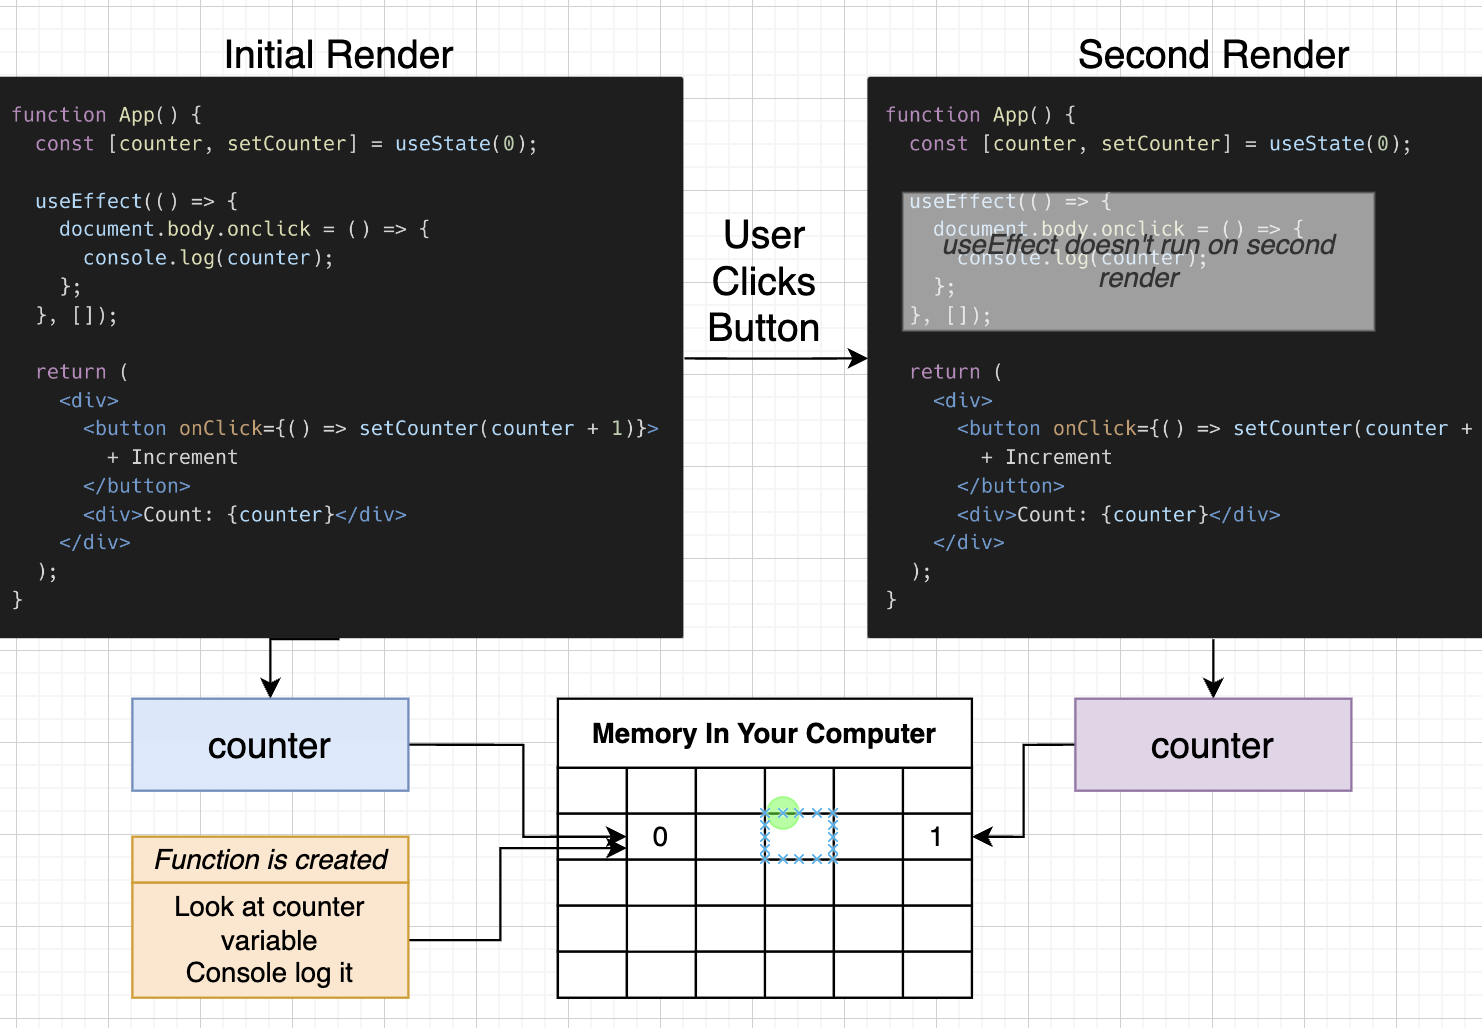 Initial Render
function App() {
const [counter, setCounter] = useState(0);
useEffect(() => {
document.body.onclick = () => {
console.log(counter);
};
}, []);
return (
<div>
<button onClick={() => setCounter(counter + 1)}>
+ Increment
</button>
<div>Count: {counter}</div>
</div>
);
}
User
Clicks
Button
Second Render
function App() {
const [counter, setCounter] = useState(0);
useEffect(() => {
document.body.onclick = () => {
console.log(counter);
};
}, []);
useEffect doesn't run on second
render
return (
<div>
<button onClick={() => setCounter(counter +
+ Increment
</button>
<div>Count: {counter}</div>
</div>
);
}
counter
Function is created
Look at counter
variable
Console log it
Memory In Your Computer
0
1
counter